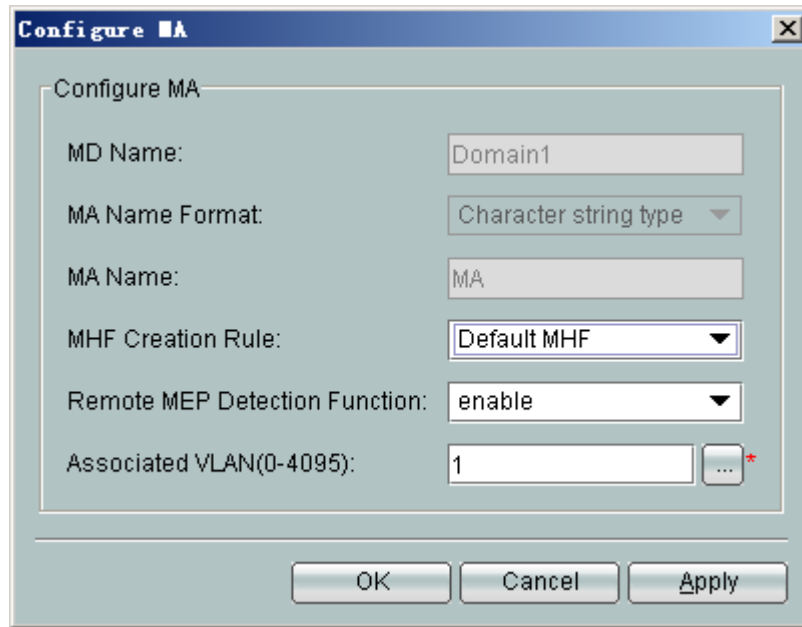 Configure MA
Configure MA
MD Name: Domain1
MA Name Format: Character string type
MA Name: MA
MHF Creation Rule: Default MHF
Remote MEP Detection Function: enable
Associated VLAN(0-4095): 1 ... *
OK Cancel Apply